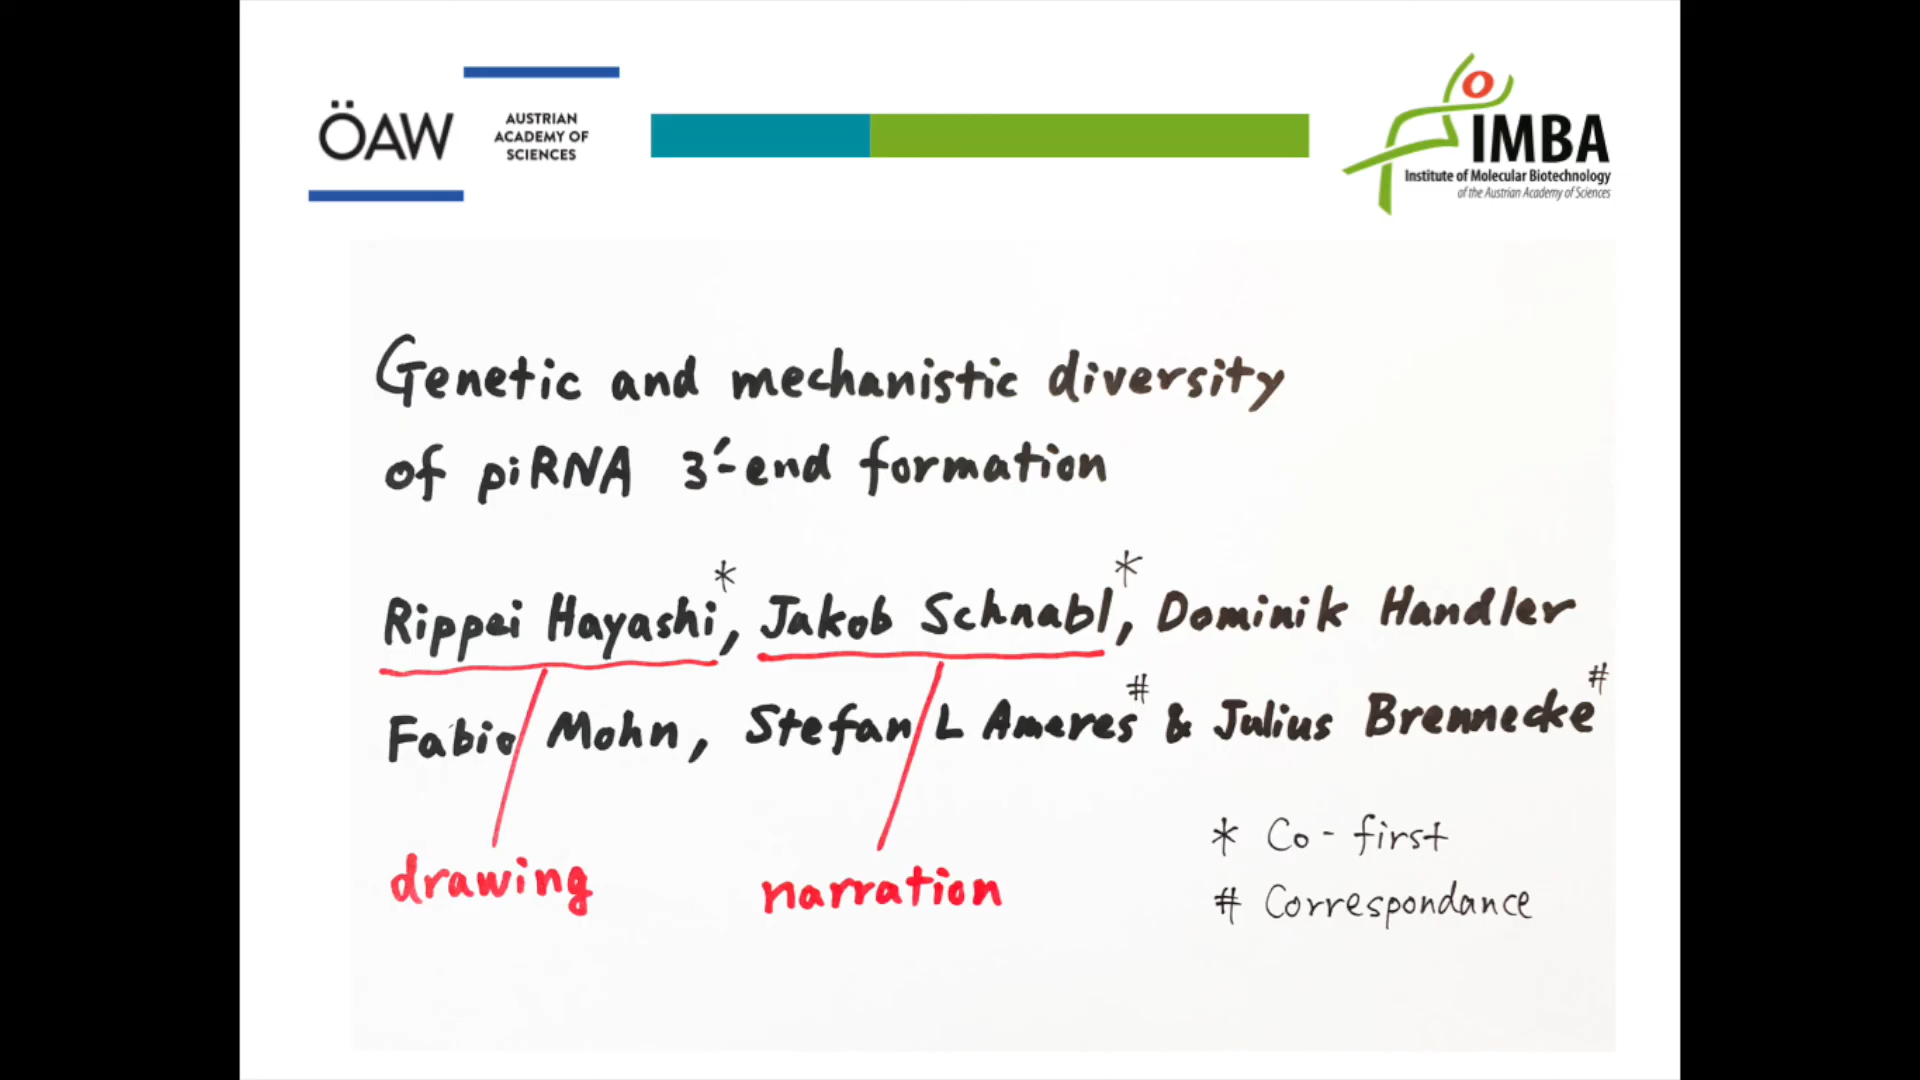 ÖAW
AUSTRIAN
ACADEMY OF
SCIENCES
IMBA
Institute of Molecular Biotechnology
of the Austrian Academy of Sciences
Genetic and mechanistic diversity
of piRNA 3'-end formation
Rippei Hayashi*, Jakob Schnabl*, Dominik Handler
Fabio Mohn, Stefan L Ameres# & Julius Brennecke#
drawing
narration
* Co-first
# Correspondance